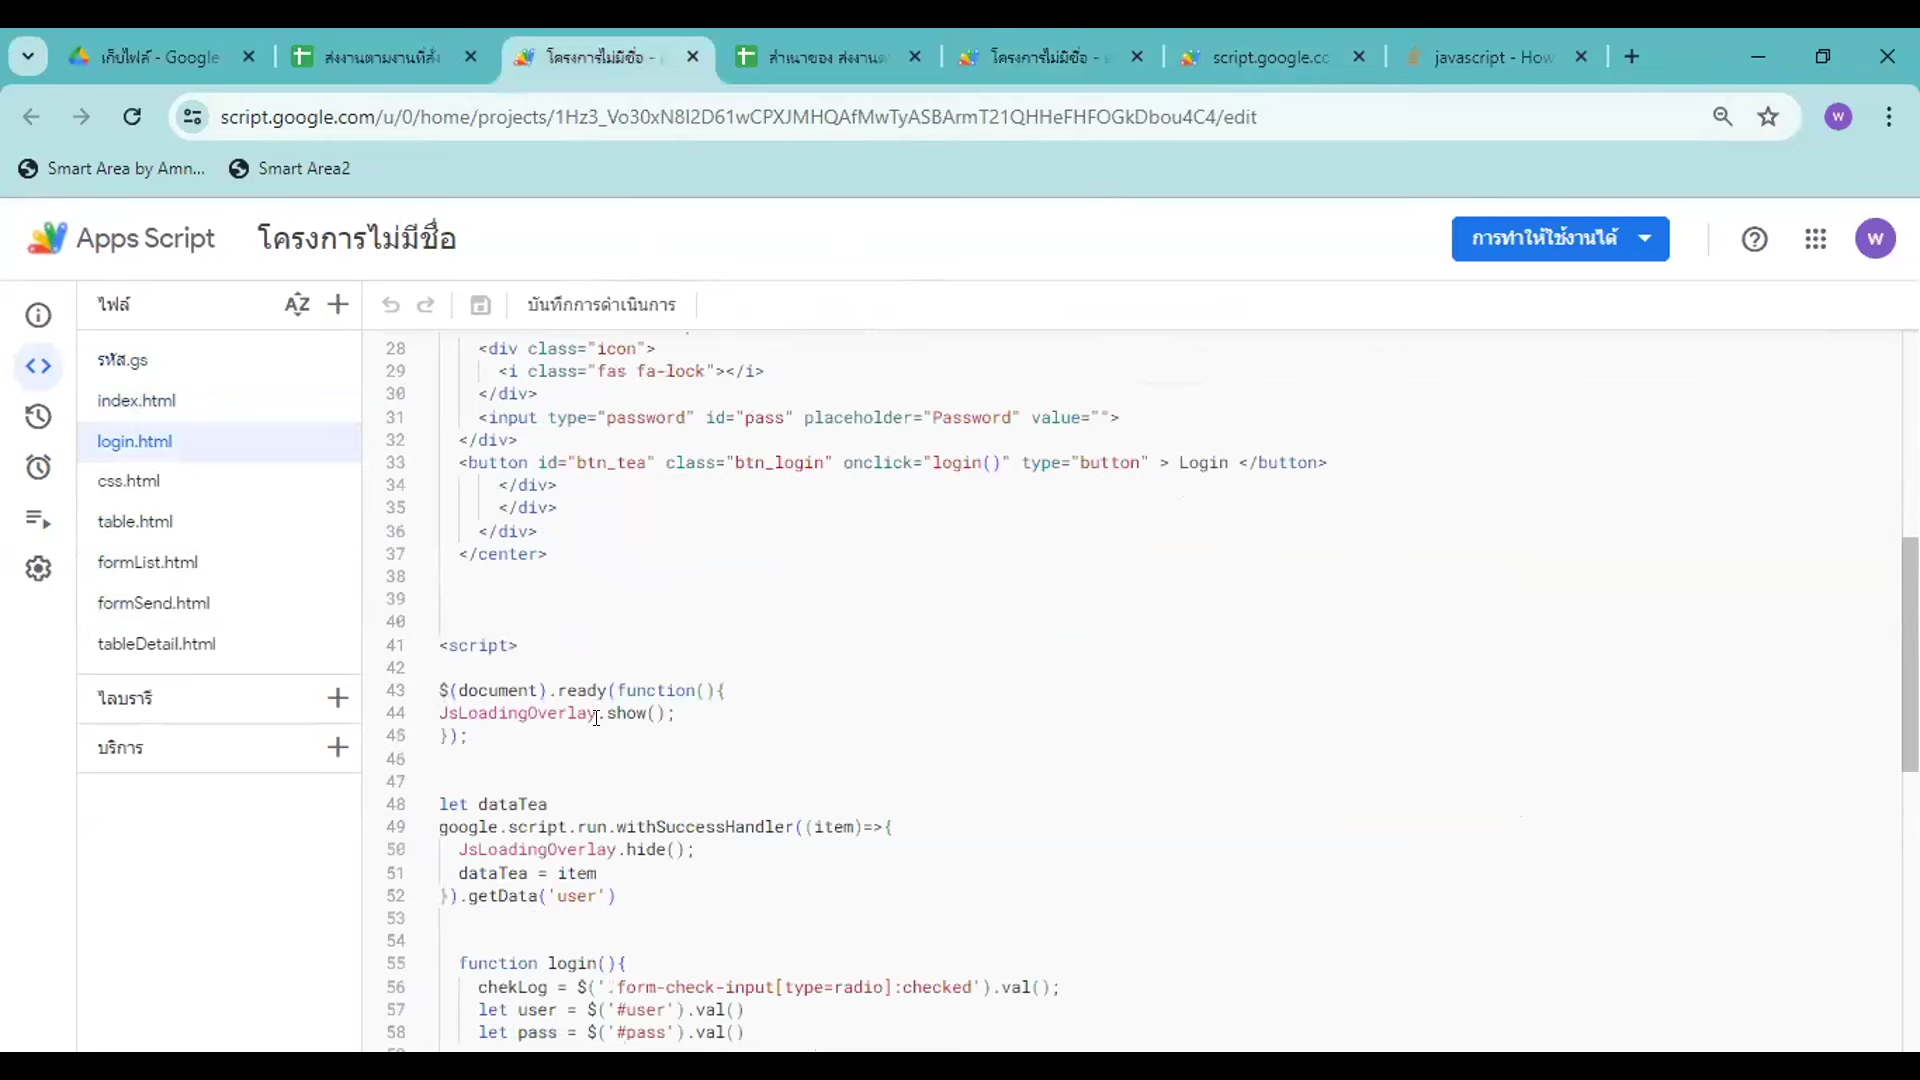 เก็บไฟล์ - Google
ส่งงานตามงานที่สั่ง
โครงการไม่มีชื่อ -
สำเนาของ ส่งงานต
โครงการไม่มีชื่อ -
script.google.cc
javascript - How
script.google.com/u/0/home/projects/1Hz3_Vo30xN8I2D61wCPXJMHQAfMwTyASBArmT21QHHeFHFOGkDbou4C4/edit
W
Smart Area by Amn...
Smart Area2
Apps Script
โครงการไม่มีชื่อ
การทำให้ใช้งานได้
W
ไฟล์
AZ
บันทึกการดำเนินการ
รหัส.gs
index.html
login.html
css.html
table.html
formList.html
formSend.html
tableDetail.html
ไลบรารี
บริการ
28 <div class="icon">
29 <i class="fas fa-lock"></i>
30 </div>
31 <input type="password" id="pass" placeholder="Password" value="">
32 </div>
33 <button id="btn_tea" class="btn_login" onclick="login()" type="button" > Login </button>
34 </div>
35 </div>
36 </div>
37 </center>
38
39
40
41 <script>
42
43 $(document).ready(function(){
44 JsLoadingOverlay.show();
45 });
46
47
48 let dataTea
49 google.script.run.withSuccessHandler((item)=>{
50 JsLoadingOverlay.hide();
51 dataTea = item
52 }).getData('user')
53
54
55 function login(){
56 chekLog = $('.form-check-input[type=radio]:checked').val();
57 let user = $('#user').val()
58 let pass = $('#pass').val()